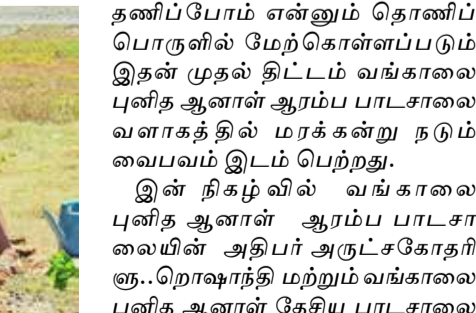 தணிப்போம் என்னும் தொணிப்
பொருளில் மேற்கொள்ளப்படும்
இதன் முதல் திட்டம் வங்காலை
புனித ஆனாள் ஆரம்ப பாடசாலை
வளாகத்தில் மரக்கன்று நடும்
வைபவம் இடம் பெற்றது.
இன் நிகழ்வில் வங்காலை
புனித ஆனாள் ஆரம்ப பாடசா
லையின் அதிபர் அருட்சகோதரி
ளு..றொஷாந்தி மற்றும் வங்காலை
புனித ஆனாள் தேசிய பாடசாலை